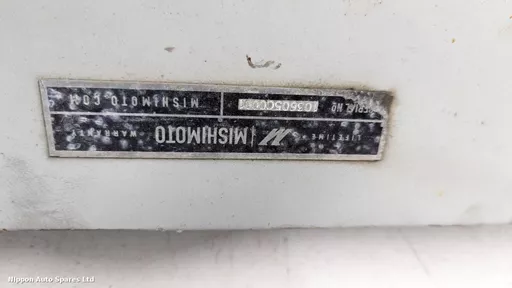 LIFETIME MISHIMOTO WARRANTY
SERIAL NO MISHIMOTO.COM
Nippon Auto Spares Ltd